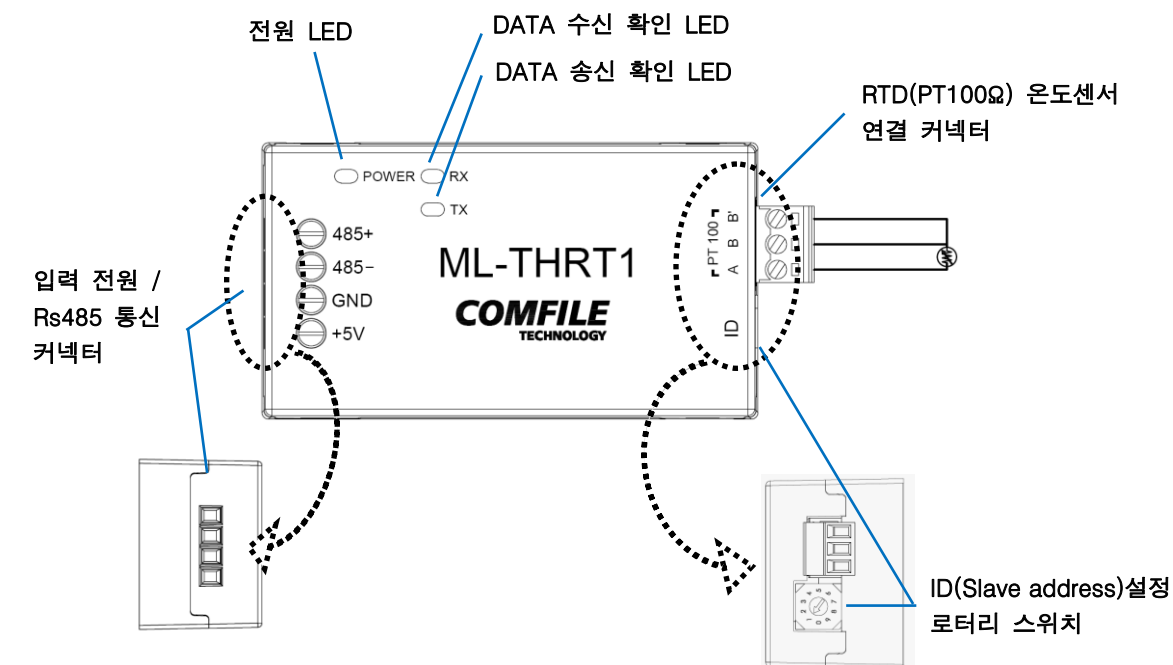 전원 LED
DATA 수신 확인 LED
DATA 송신 확인 LED
RTD(PT100Ω) 온도센서
연결 커넥터
POWER
RX
TX
485+
485-
GND
+5V
ML-THRT1
COMFILE
TECHNOLOGY
PT 100
A B B'
ID
입력 전원 /
Rs485 통신
커넥터
ID(Slave address)설정
로터리 스위치